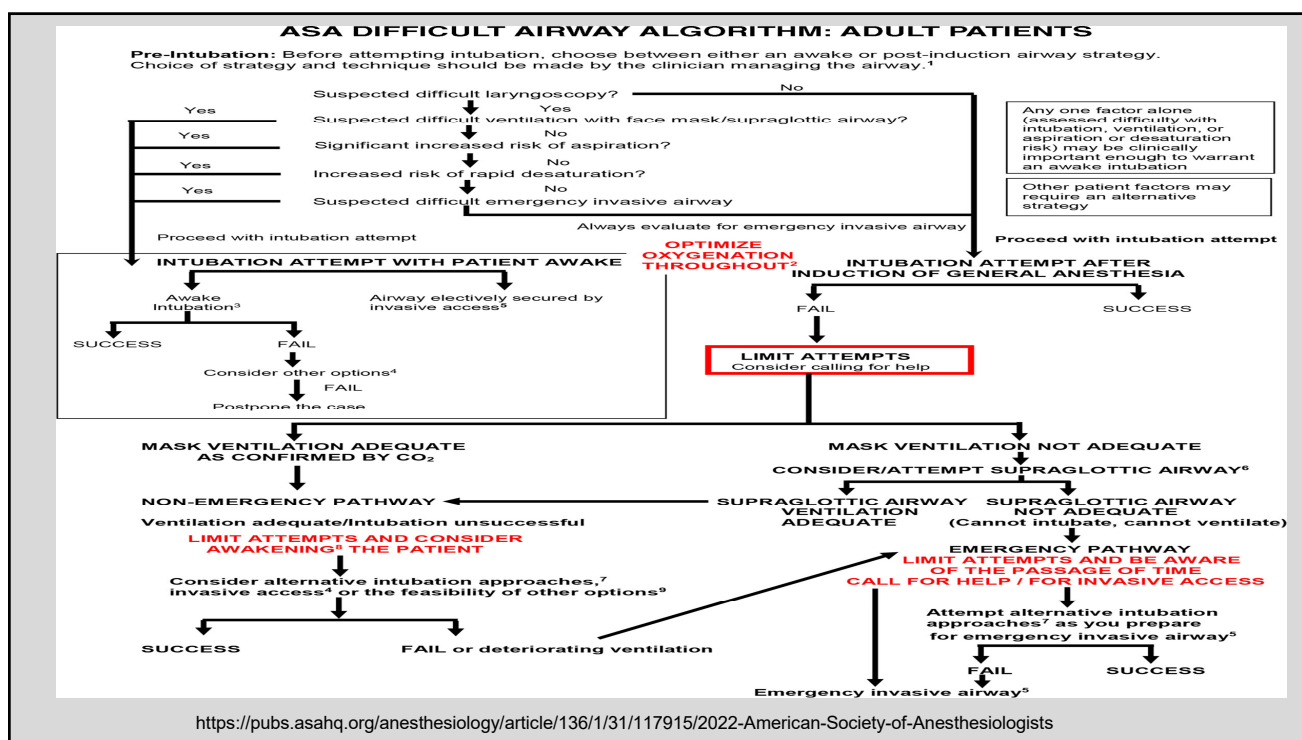 ASA DIFFICULT AIRWAY ALGORITHM: ADULT PATIENTS
Pre-Intubation: Before attempting intubation, choose between either an awake or post-induction airway strategy.
Choice of strategy and technique should be made by the clinician managing the airway.¹
Suspected difficult laryngoscopy?
No
Yes
Yes
Suspected difficult ventilation with face mask/supraglottic airway?
Yes
No
Significant increased risk of aspiration?
Yes
No
Increased risk of rapid desaturation?
Yes
No
Suspected difficult emergency invasive airway
Any one factor alone
(assessed difficulty with
intubation, ventilation, or
aspiration or desaturation
risk) may be clinically
important enough to warrant
an awake intubation
Other patient factors may
require an alternative
strategy
Always evaluate for emergency invasive airway
Proceed with intubation attempt
Proceed with intubation attempt
OPTIMIZE
OXYGENATION
THROUGHOUT²
INTUBATION ATTEMPT WITH PATIENT AWAKE
INTUBATION ATTEMPT AFTER
INDUCTION OF GENERAL ANESTHESIA
Awake
Intubation³
Airway electively secured by
invasive access⁵
SUCCESS
FAIL
Consider other options⁴
FAIL
Postpone the case
FAIL
SUCCESS
LIMIT ATTEMPTS
Consider calling for help
MASK VENTILATION ADEQUATE
AS CONFIRMED BY CO₂
MASK VENTILATION NOT ADEQUATE
CONSIDER/ATTEMPT SUPRAGLOTTIC AIRWAY⁶
NON-EMERGENCY PATHWAY
SUPRAGLOTTIC AIRWAY
VENTILATION
ADEQUATE
SUPRAGLOTTIC AIRWAY
NOT ADEQUATE
(Cannot intubate, cannot ventilate)
Ventilation adequate/Intubation unsuccessful
LIMIT ATTEMPTS AND CONSIDER
AWAKENING⁸ THE PATIENT
EMERGENCY PATHWAY
LIMIT ATTEMPTS AND BE AWARE
OF THE PASSAGE OF TIME
CALL FOR HELP / FOR INVASIVE ACCESS
Consider alternative intubation approaches,⁷
invasive access⁴ or the feasibility of other options⁹
Attempt alternative intubation
approaches⁷ as you prepare
for emergency invasive airway⁵
SUCCESS
FAIL or deteriorating ventilation
FAIL
SUCCESS
Emergency invasive airway⁵
https://pubs.asahq.org/anesthesiology/article/136/1/31/117915/2022-American-Society-of-Anesthesiologists